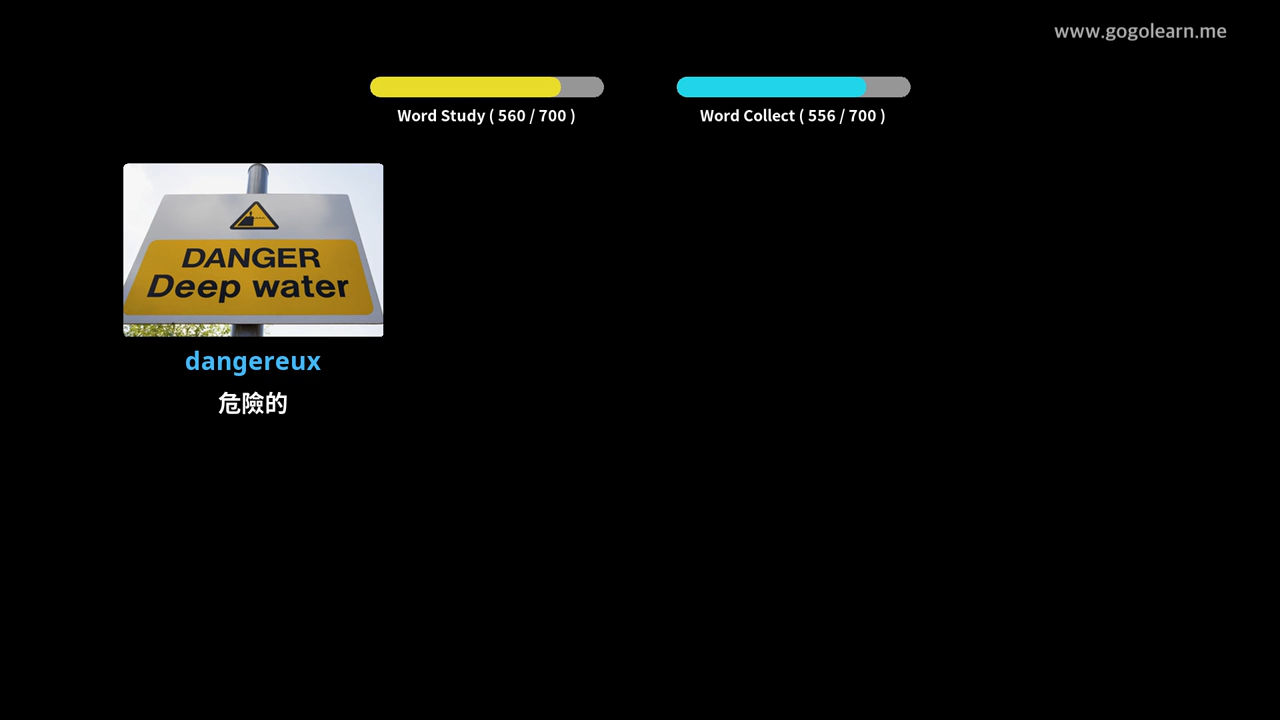 www.gogolearn.me
Word Study ( 560 / 700 )
Word Collect ( 556 / 700 )
DANGER
Deep water
dangereux
危險的